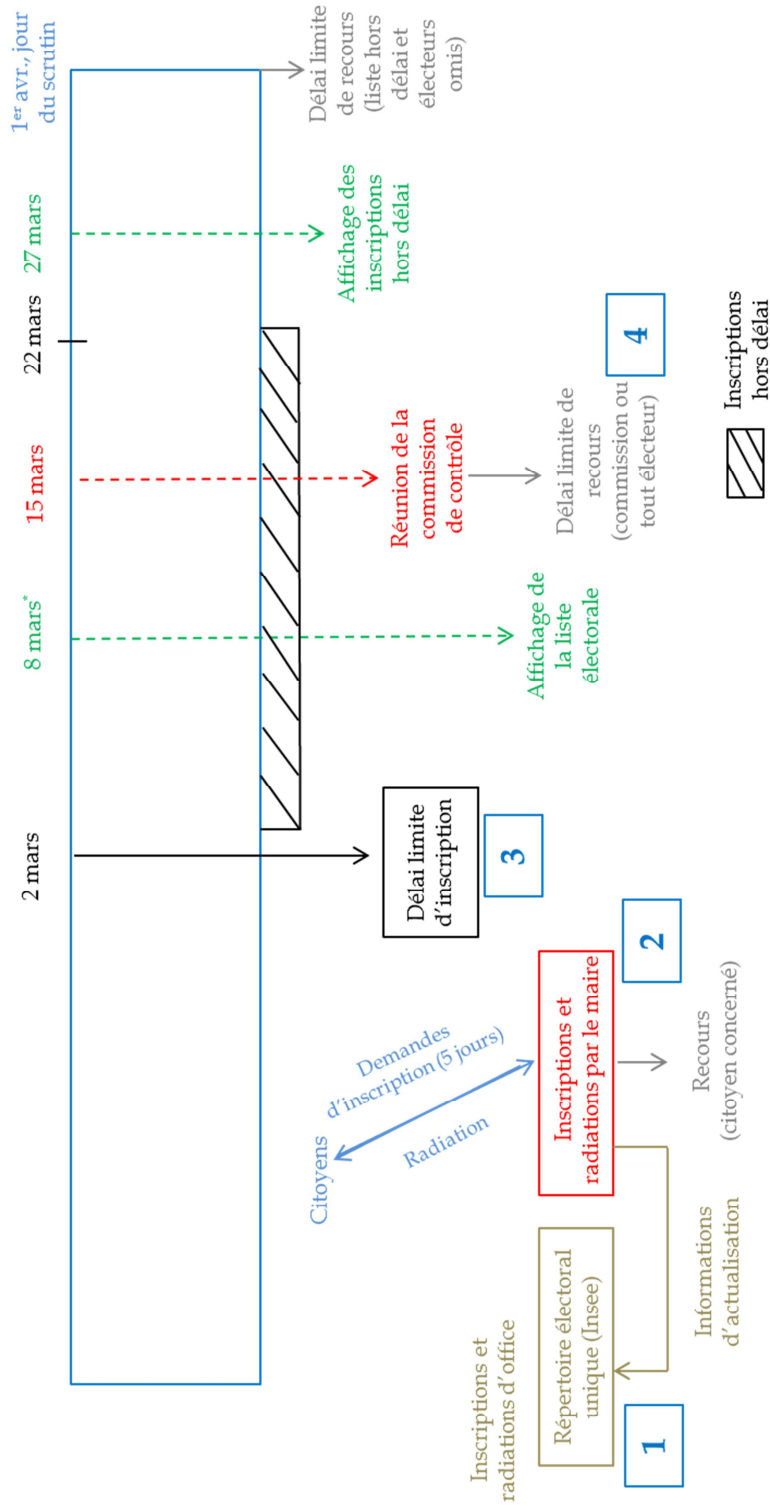 2 mars
8 mars*
15 mars
22 mars
27 mars
1er avr., jour
du scrutin
Citoyens
Demandes
d'inscription (5 jours)
Radiation
Inscriptions et
radiations d'office
Répertoire électoral
unique (Insee)
1
Informations
d'actualisation
Inscriptions et
radiations par le maire
2
Recours
(citoyen concerné)
Délai limite
d'inscription
3
Affichage de
la liste
électorale
Réunion de la
commission
de contrôle
Délai limite de
recours
(commission ou
tout électeur)
4
Affichage des
inscriptions
hors délai
Délai limite
de recours
(liste hors
délai et
électeurs
omis)
Inscriptions
hors délai